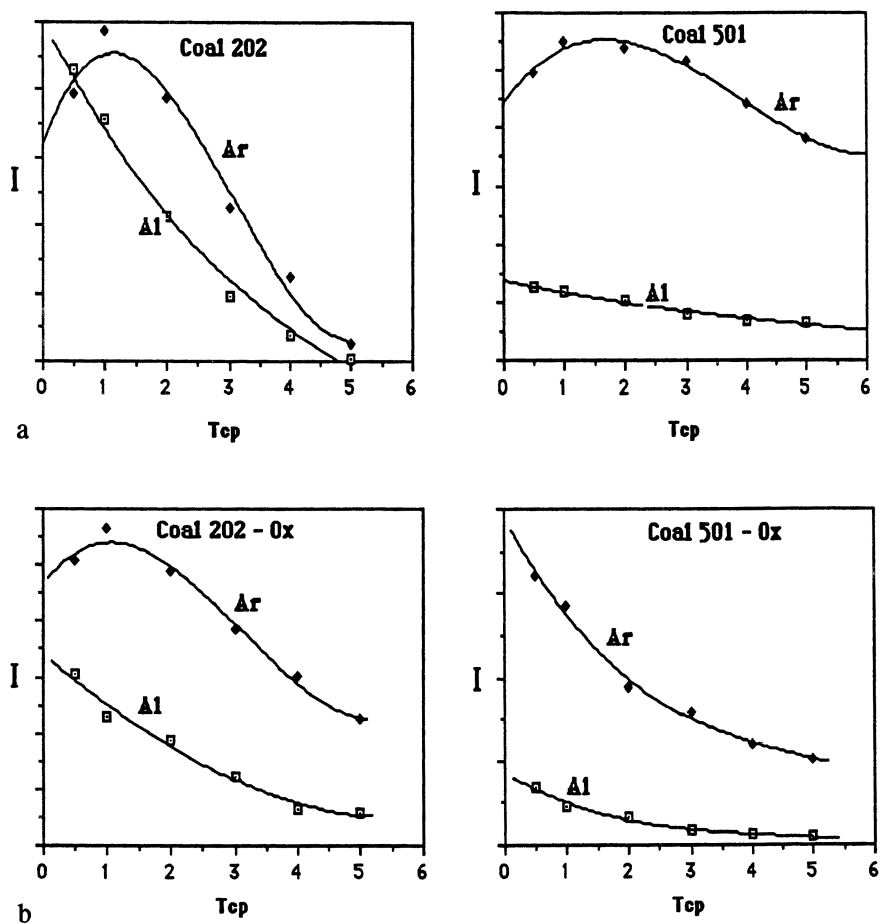 Coal 202
Ar
Al
I
0 1 2 3 4 5 6
Tcp
Coal 501
Ar
Al
I
0 1 2 3 4 5 6
Tcp
a
Coal 202 - Ox
Ar
Al
I
0 1 2 3 4 5 6
Tcp
Coal 501 - Ox
Ar
Al
I
0 1 2 3 4 5 6
Tcp
b